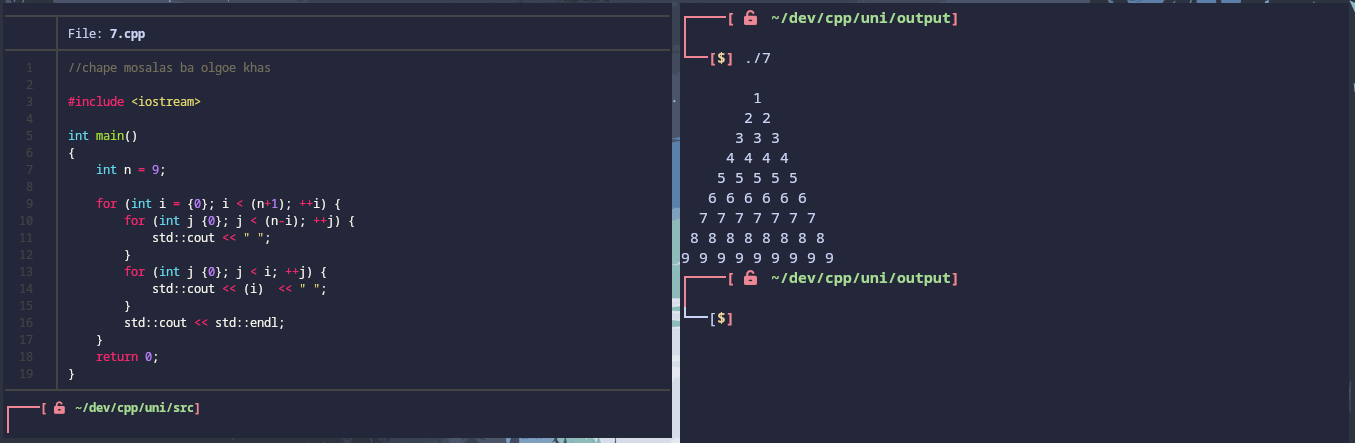 File: 7.cpp
1 //chape mosalas ba olgoe khas
2
3 #include <iostream>
4
5 int main()
6 {
7     int n = 9;
8
9     for (int i = {0}; i < (n+1); ++i) {
10         for (int j {0}; j < (n-i); ++j) {
11             std::cout << " ";
12         }
13         for (int j {0}; j < i; ++j) {
14             std::cout << (i)  << " ";
15         }
16         std::cout << std::endl;
17     }
18     return 0;
19 }
[ ~/dev/cpp/uni/src]
[ ~/dev/cpp/uni/output]
[$] ./7
1
2 2
3 3 3
4 4 4 4
5 5 5 5 5
6 6 6 6 6 6
7 7 7 7 7 7 7
8 8 8 8 8 8 8 8
9 9 9 9 9 9 9 9 9
[ ~/dev/cpp/uni/output]
[$]